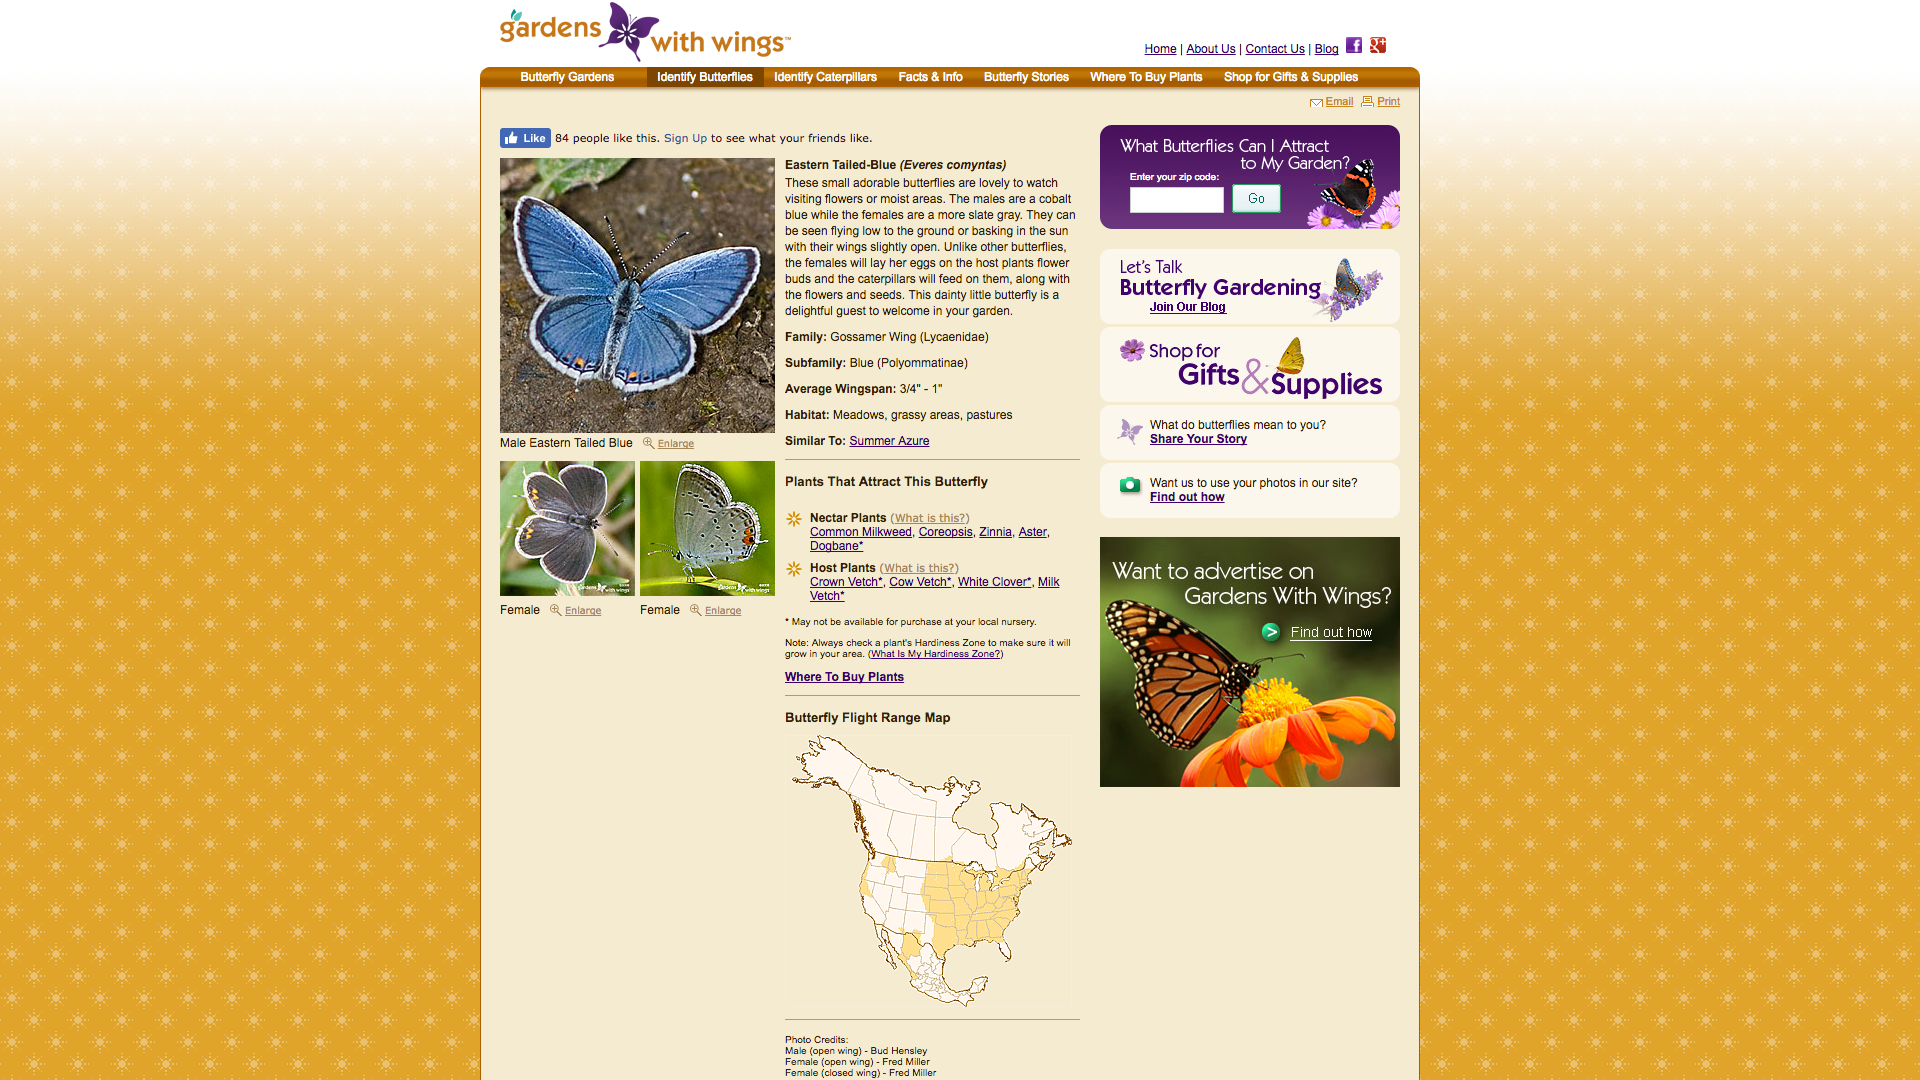 gardens with wings™
Home | About Us | Contact Us | Blog
Butterfly Gardens
Identify Butterflies
Identify Caterpillars
Facts & Info
Butterfly Stories
Where To Buy Plants
Shop for Gifts & Supplies
Email
Print
Like
84 people like this. Sign Up to see what your friends like.
Male Eastern Tailed Blue
Enlarge
Female
Enlarge
Female
Enlarge
Eastern Tailed-Blue (Everes comyntas)
These small adorable butterflies are lovely to watch
visiting flowers or moist areas. The males are a cobalt
blue while the females are a more slate gray. They can
be seen flying low to the ground or basking in the sun
with their wings slightly open. Unlike other butterflies,
the females will lay her eggs on the host plants flower
buds and the caterpillars will feed on them, along with
the flowers and seeds. This dainty little butterfly is a
delightful guest to welcome in your garden.
Family: Gossamer Wing (Lycaenidae)
Subfamily: Blue (Polyommatinae)
Average Wingspan: 3/4" - 1"
Habitat: Meadows, grassy areas, pastures
Similar To: Summer Azure
Plants That Attract This Butterfly
Nectar Plants (What is this?)
Common Milkweed, Coreopsis, Zinnia, Aster,
Dogbane*
Host Plants (What is this?)
Crown Vetch*, Cow Vetch*, White Clover*, Milk
Vetch*
* May not be available for purchase at your local nursery.
Note: Always check a plant's Hardiness Zone to make sure it will
grow in your area. (What Is My Hardiness Zone?)
Where To Buy Plants
Butterfly Flight Range Map
Photo Credits:
Male (open wing) - Bud Hensley
Female (open wing) - Fred Miller
Female (closed wing) - Fred Miller
What Butterflies Can I Attract
to My Garden?
Enter your zip code:
Go
Let's Talk
Butterfly Gardening
Join Our Blog
Shop for
Gifts & Supplies
What do butterflies mean to you?
Share Your Story
Want us to use your photos in our site?
Find out how
Want to advertise on
Gardens With Wings?
Find out how